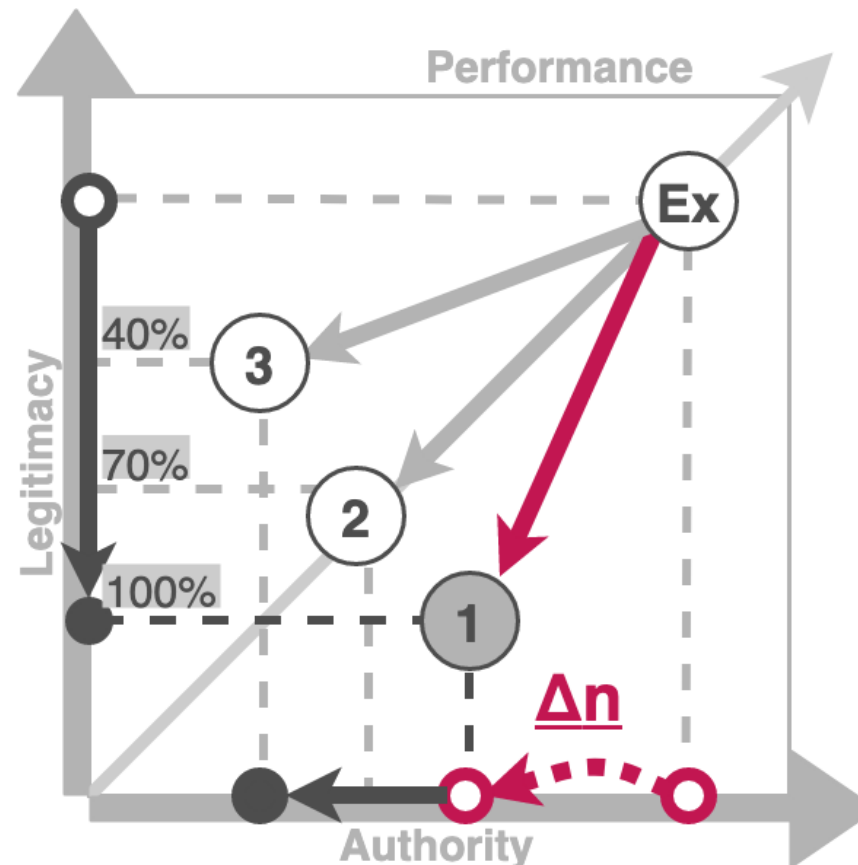 Performance
Ex
40%
3
Legitimacy
70%
2
100%
1
Δn
Authority